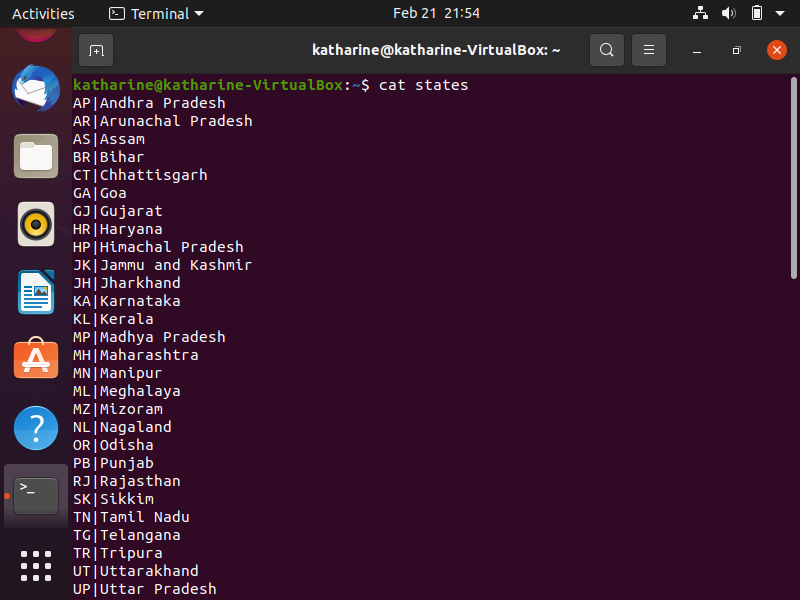 Activities Terminal Feb 21 21:54
katharine@katharine-VirtualBox: ~
katharine@katharine-VirtualBox:~$ cat states
AP|Andhra Pradesh
AR|Arunachal Pradesh
AS|Assam
BR|Bihar
CT|Chhattisgarh
GA|Goa
GJ|Gujarat
HR|Haryana
HP|Himachal Pradesh
JK|Jammu and Kashmir
JH|Jharkhand
KA|Karnataka
KL|Kerala
MP|Madhya Pradesh
MH|Maharashtra
MN|Manipur
ML|Meghalaya
MZ|Mizoram
NL|Nagaland
OR|Odisha
PB|Punjab
RJ|Rajasthan
SK|Sikkim
TN|Tamil Nadu
TG|Telangana
TR|Tripura
UT|Uttarakhand
UP|Uttar Pradesh